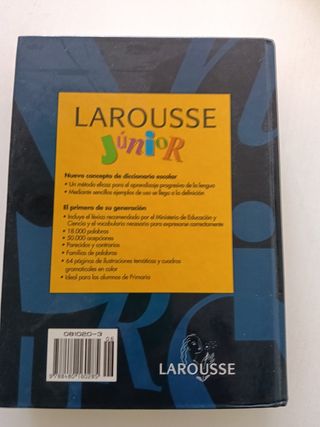 LAROUSSE
JúnioR
Nuevo concepto de diccionario escolar
• Un método eficaz para el aprendizaje progresivo de la lengua
• Mediante sencillos ejemplos de uso se llega a la definición
El primero de su generación
• Incluye el léxico recomendado por el Ministerio de Educación y
Ciencia y el vocabulario necesario para expresarse correctamente
• 18.000 palabras
• 50.000 acepciones
• Parecidos y contrarios
• Familias de palabras
• 64 páginas de ilustraciones temáticas y cuadros
gramaticales en color
• Ideal para los alumnos de Primaria
081020-3
LAROUSSE